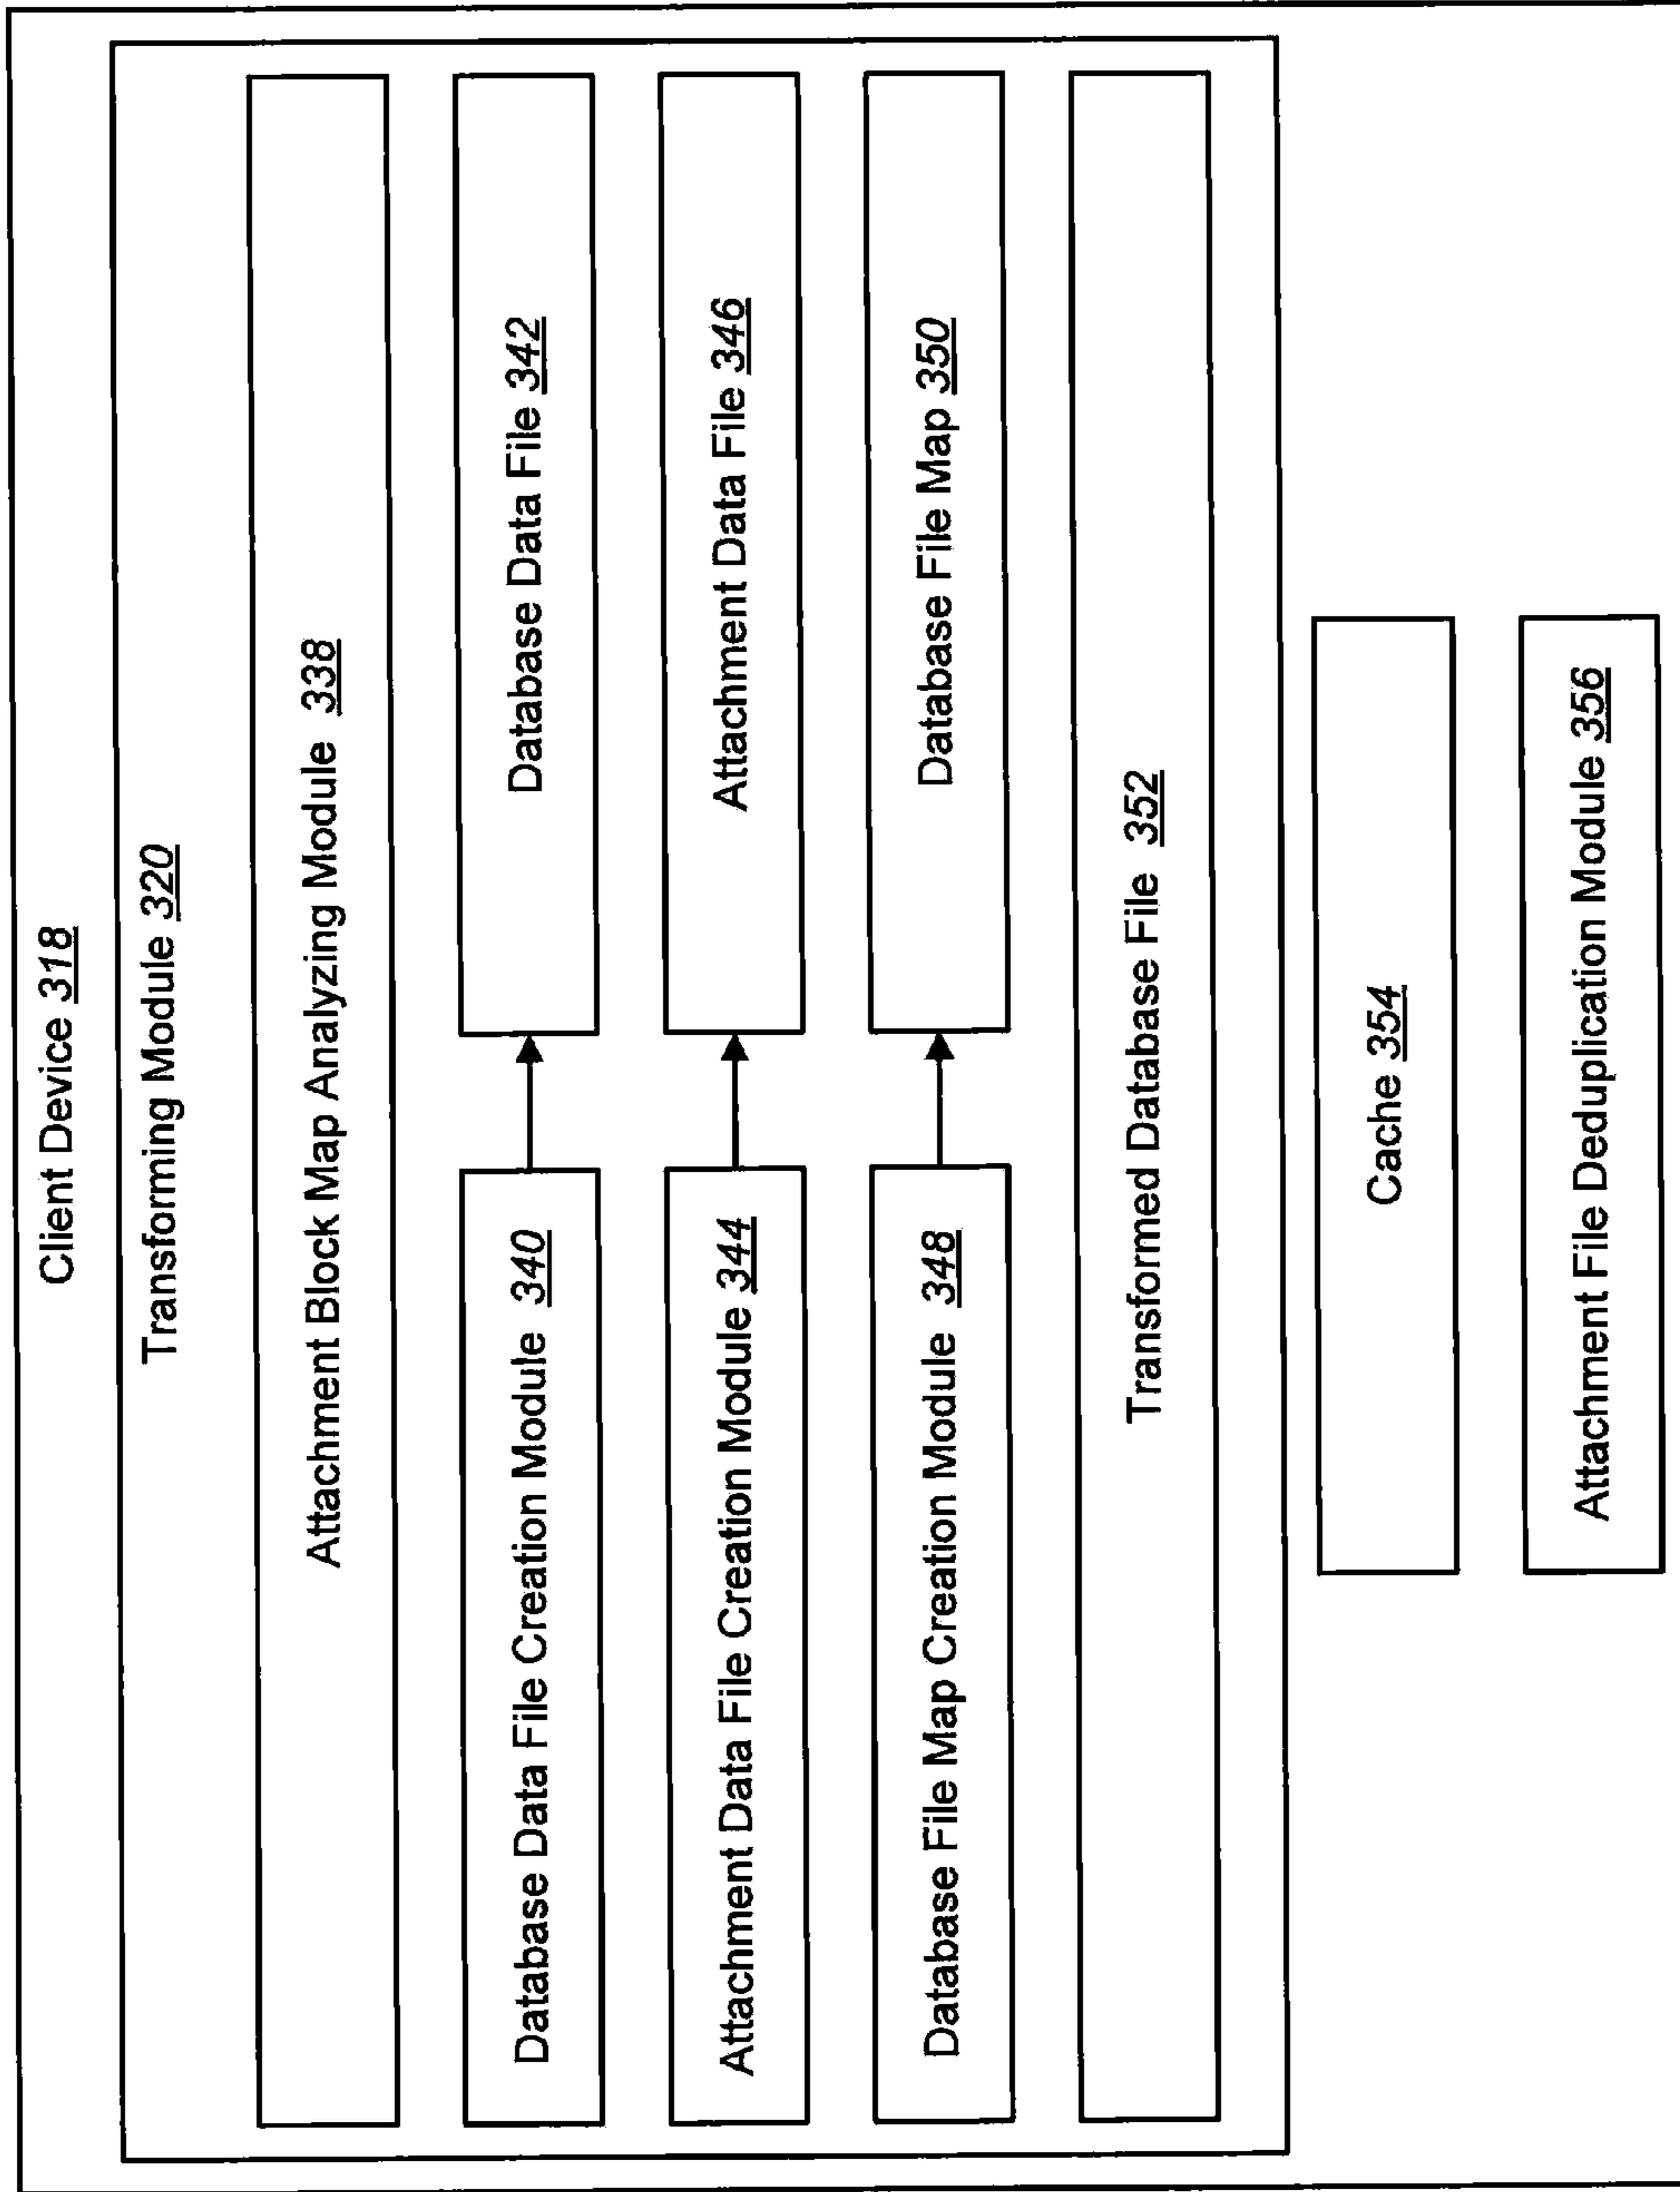 Client Device 318
Transforming Module 320
Attachment Block Map Analyzing Module 338
Database Data File Creation Module 340
Database Data File 342
Attachment Data File Creation Module 344
Attachment Data File 346
Database File Map Creation Module 348
Database File Map 350
Transformed Database File 352
Cache 354
Attachment File Deduplication Module 356